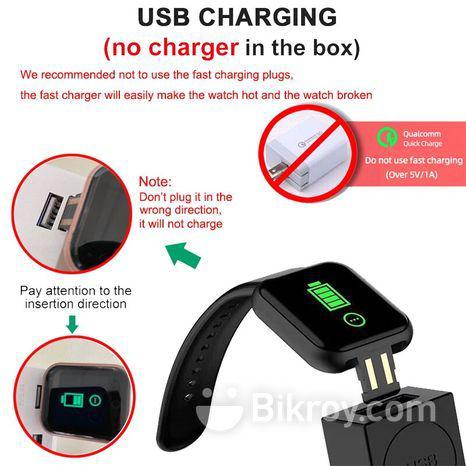 USB CHARGING
(no charger in the box)
We recommended not to use the fast charging plugs,
the fast charger will easily make the watch hot and the watch broken
Qualcomm
Quick Charge
Do not use fast charging
(Over 5V/1A)
Note:
Don't plug it in the
wrong direction,
it will not charge
Pay attention to the
insertion direction
Bikroy.com
USB